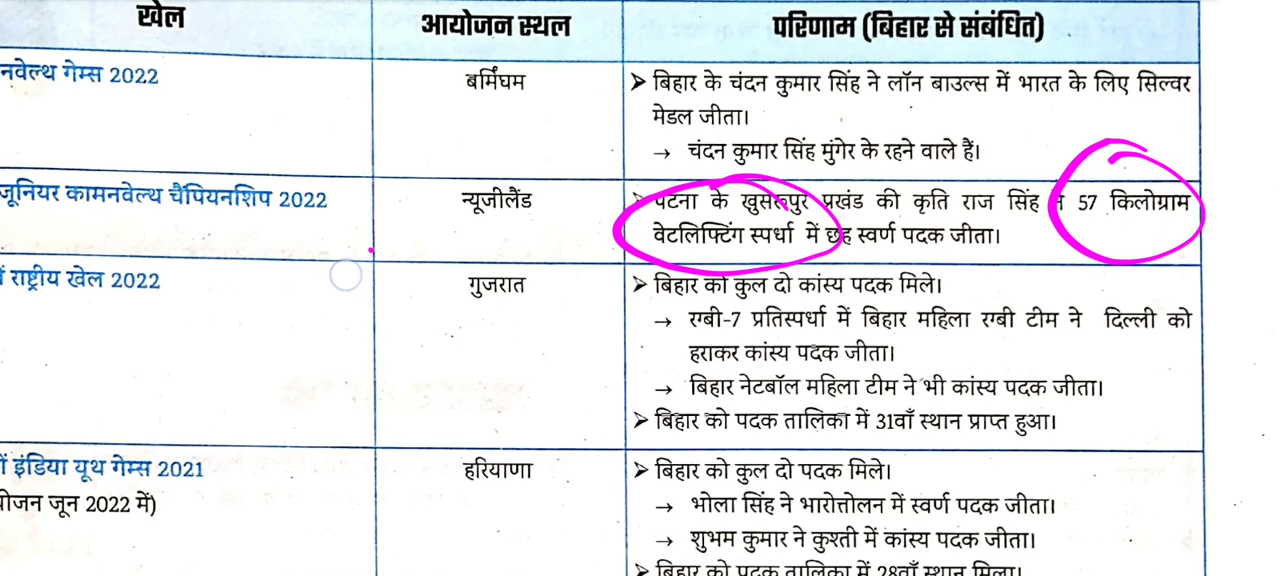 खेल
आयोजन स्थल
परिणाम (बिहार से संबंधित)
नवेल्थ गेम्स 2022
बर्मिंघम
➤ बिहार के चंदन कुमार सिंह ने लॉन बाउल्स में भारत के लिए सिल्वर
मेडल जीता।
→ चंदन कुमार सिंह मुंगेर के रहने वाले हैं।
जूनियर कामनवेल्थ चैंपियनशिप 2022
न्यूजीलैंड
➤ पटना के खुसरूपुर प्रखंड की कृति राज सिंह ने 57 किलोग्राम
वेटलिफ्टिंग स्पर्धा में छह स्वर्ण पदक जीता।
राष्ट्रीय खेल 2022
गुजरात
➤ बिहार को कुल दो कांस्य पदक मिले।
→ रग्बी-7 प्रतिस्पर्धा में बिहार महिला रग्बी टीम ने दिल्ली को
हराकर कांस्य पदक जीता।
→ बिहार नेटबॉल महिला टीम ने भी कांस्य पदक जीता।
➤ बिहार को पदक तालिका में 31वाँ स्थान प्राप्त हुआ।
इंडिया यूथ गेम्स 2021
योजन जून 2022 में)
हरियाणा
➤ बिहार को कुल दो पदक मिले।
→ भोला सिंह ने भारोत्तोलन में स्वर्ण पदक जीता।
→ शुभम कुमार ने कुश्ती में कांस्य पदक जीता।
➤ बिहार को पदक तालिका में 28वाँ स्थान मिला।